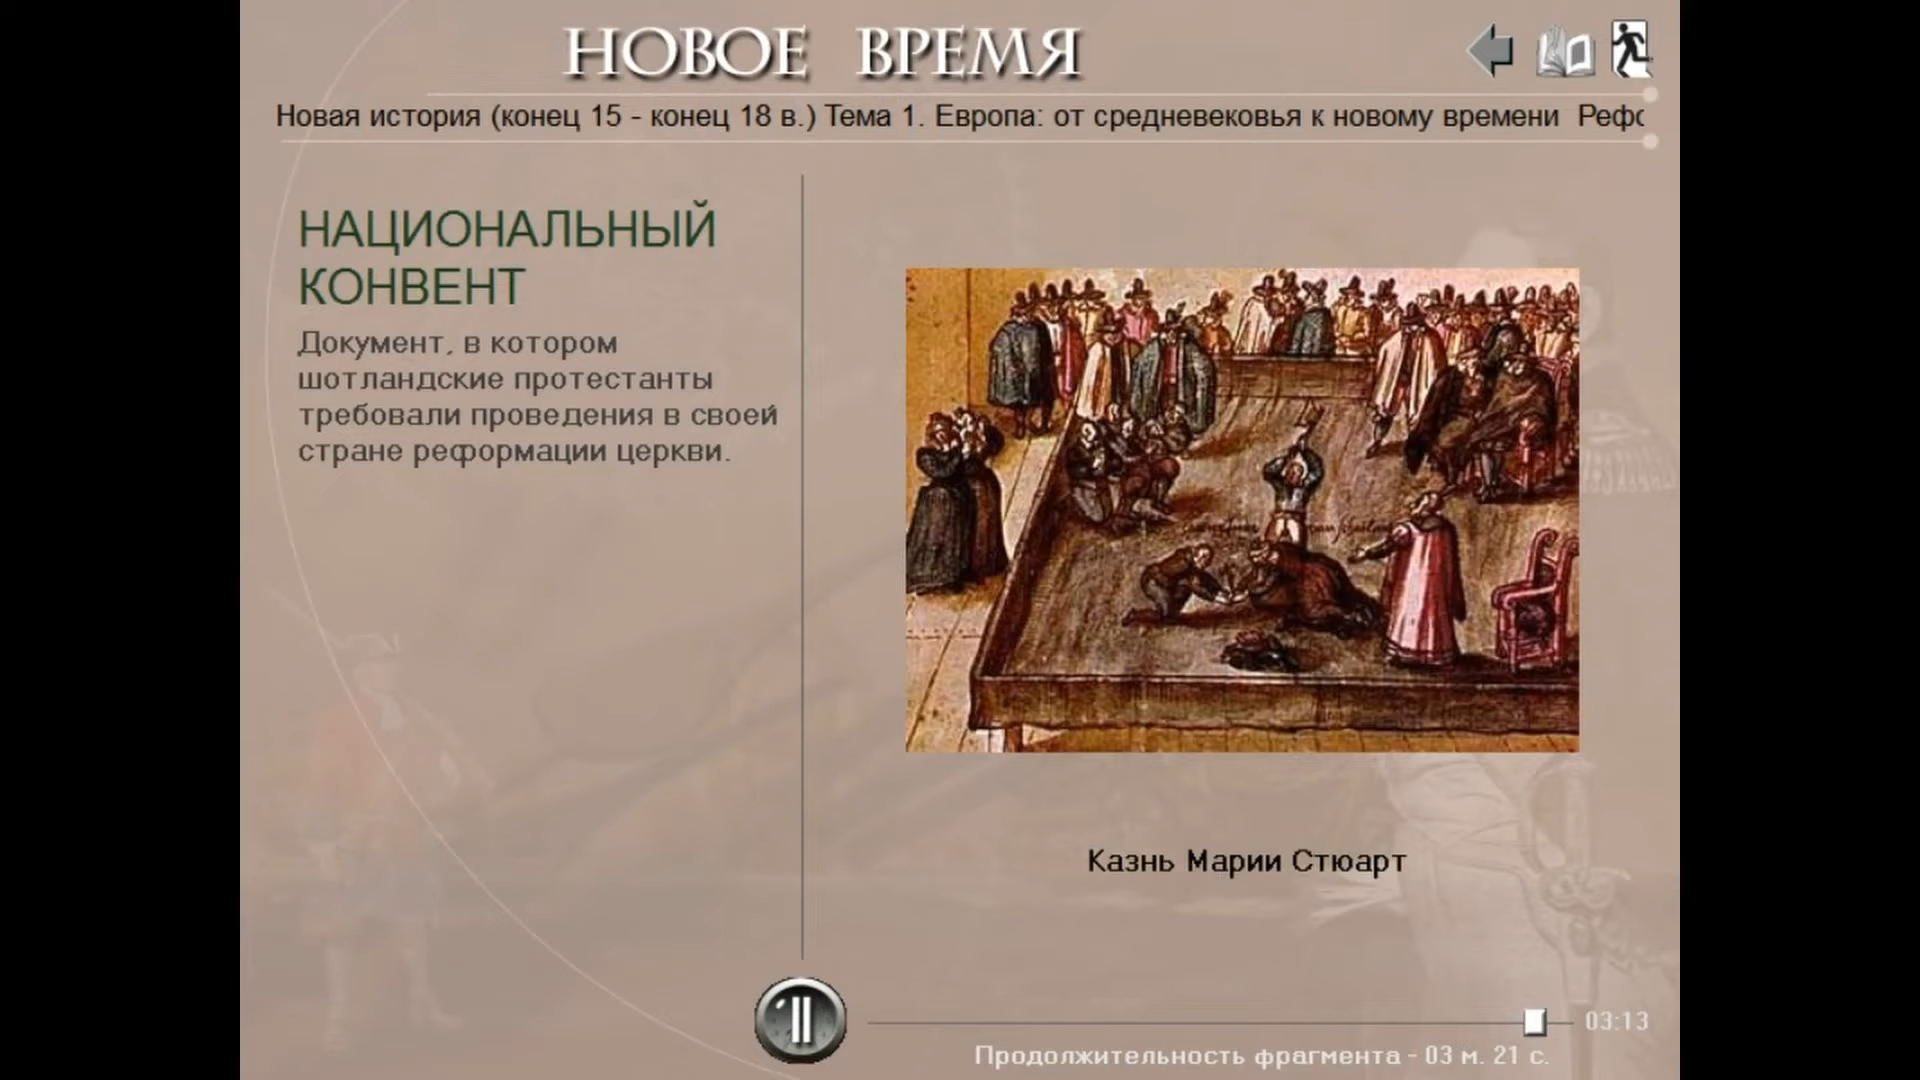 НОВОЕ ВРЕМЯ
Новая история (конец 15 - конец 18 в.) Тема 1. Европа: от средневековья к новому времени
НАЦИОНАЛЬНЫЙ
КОНВЕНТ
Документ, в котором
шотландские протестанты
требовали проведения в своей
стране реформации церкви.
Казнь Марии Стюарт
03:13
Продолжительность фрагмента - 03 м. 21 с.